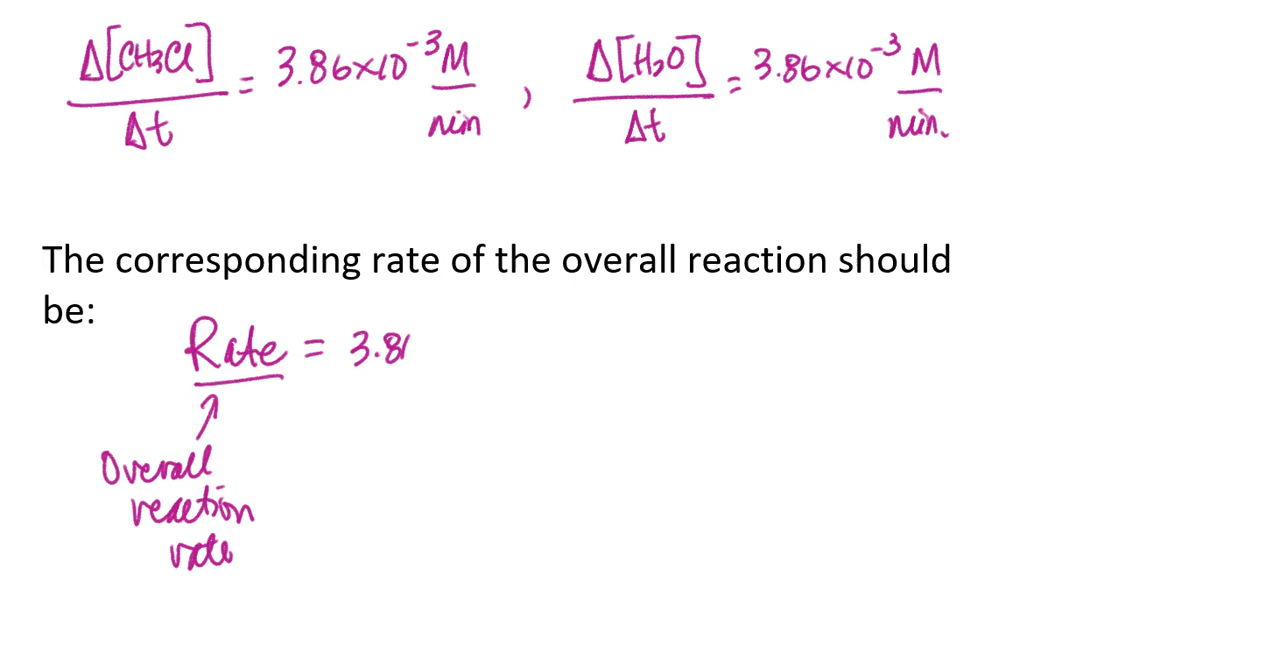 Δ[CH3Cl]/Δt = 3.86×10⁻³ M/min , Δ[H₂O]/Δt = 3.86×10⁻³ M/min.
The corresponding rate of the overall reaction should
be:
Rate = 3.8
Overall
reaction
rate